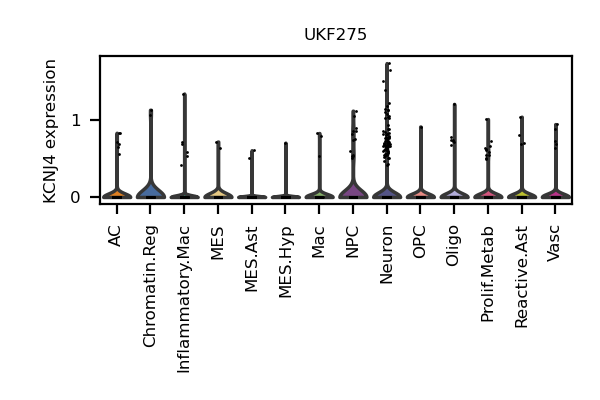 UKF275
KCNJ4 expression
1
0
AC
Chromatin.Reg
Inflammatory.Mac
MES
MES.Ast
MES.Hyp
Mac
NPC
Neuron
OPC
Oligo
Prolif.Metab
Reactive.Ast
Vasc